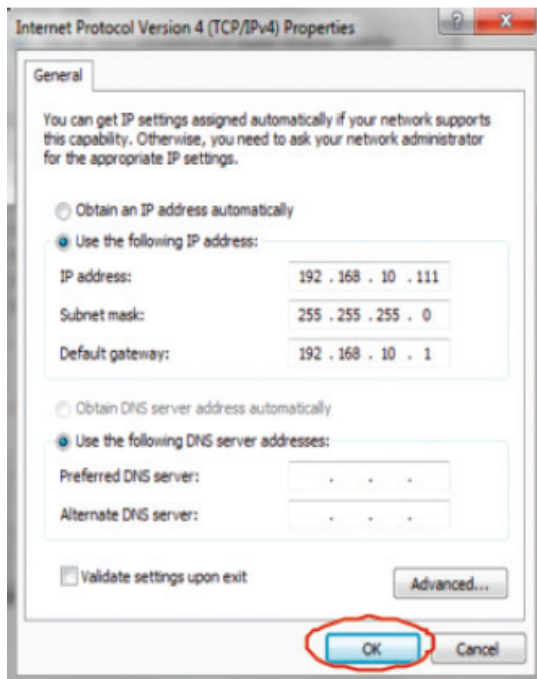 Internet Protocol Version 4 (TCP/IPv4) Properties
General
You can get IP settings assigned automatically if your network supports
this capability. Otherwise, you need to ask your network administrator
for the appropriate IP settings.
Obtain an IP address automatically
Use the following IP address:
IP address: 192 . 168 . 10 . 111
Subnet mask: 255 . 255 . 255 . 0
Default gateway: 192 . 168 . 10 . 1
Obtain DNS server address automatically
Use the following DNS server addresses:
Preferred DNS server: . . .
Alternate DNS server: . . .
Validate settings upon exit
Advanced...
OK Cancel